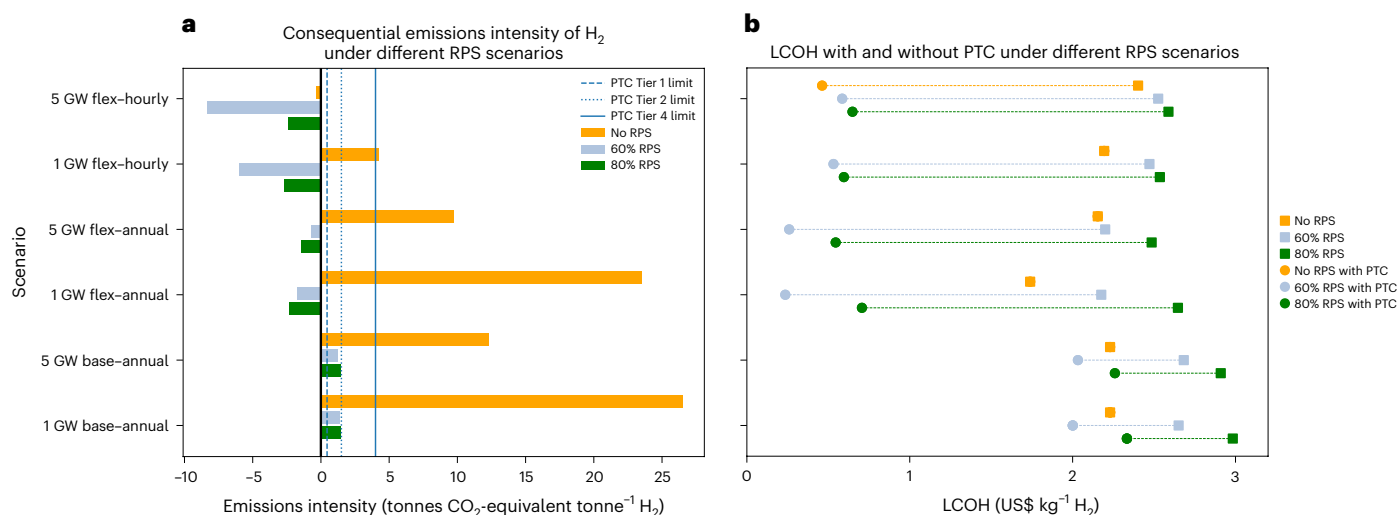 a
Consequential emissions intensity of H₂
under different RPS scenarios
PTC Tier 1 limit
PTC Tier 2 limit
PTC Tier 4 limit
No RPS
60% RPS
80% RPS
Scenario
5 GW flex–hourly
1 GW flex–hourly
5 GW flex–annual
1 GW flex–annual
5 GW base–annual
1 GW base–annual
−10 −5 0 5 10 15 20 25
Emissions intensity (tonnes CO₂-equivalent tonne⁻¹ H₂)
b
LCOH with and without PTC under different RPS scenarios
No RPS
60% RPS
80% RPS
No RPS with PTC
60% RPS with PTC
80% RPS with PTC
0 1 2 3
LCOH (US$ kg⁻¹ H₂)